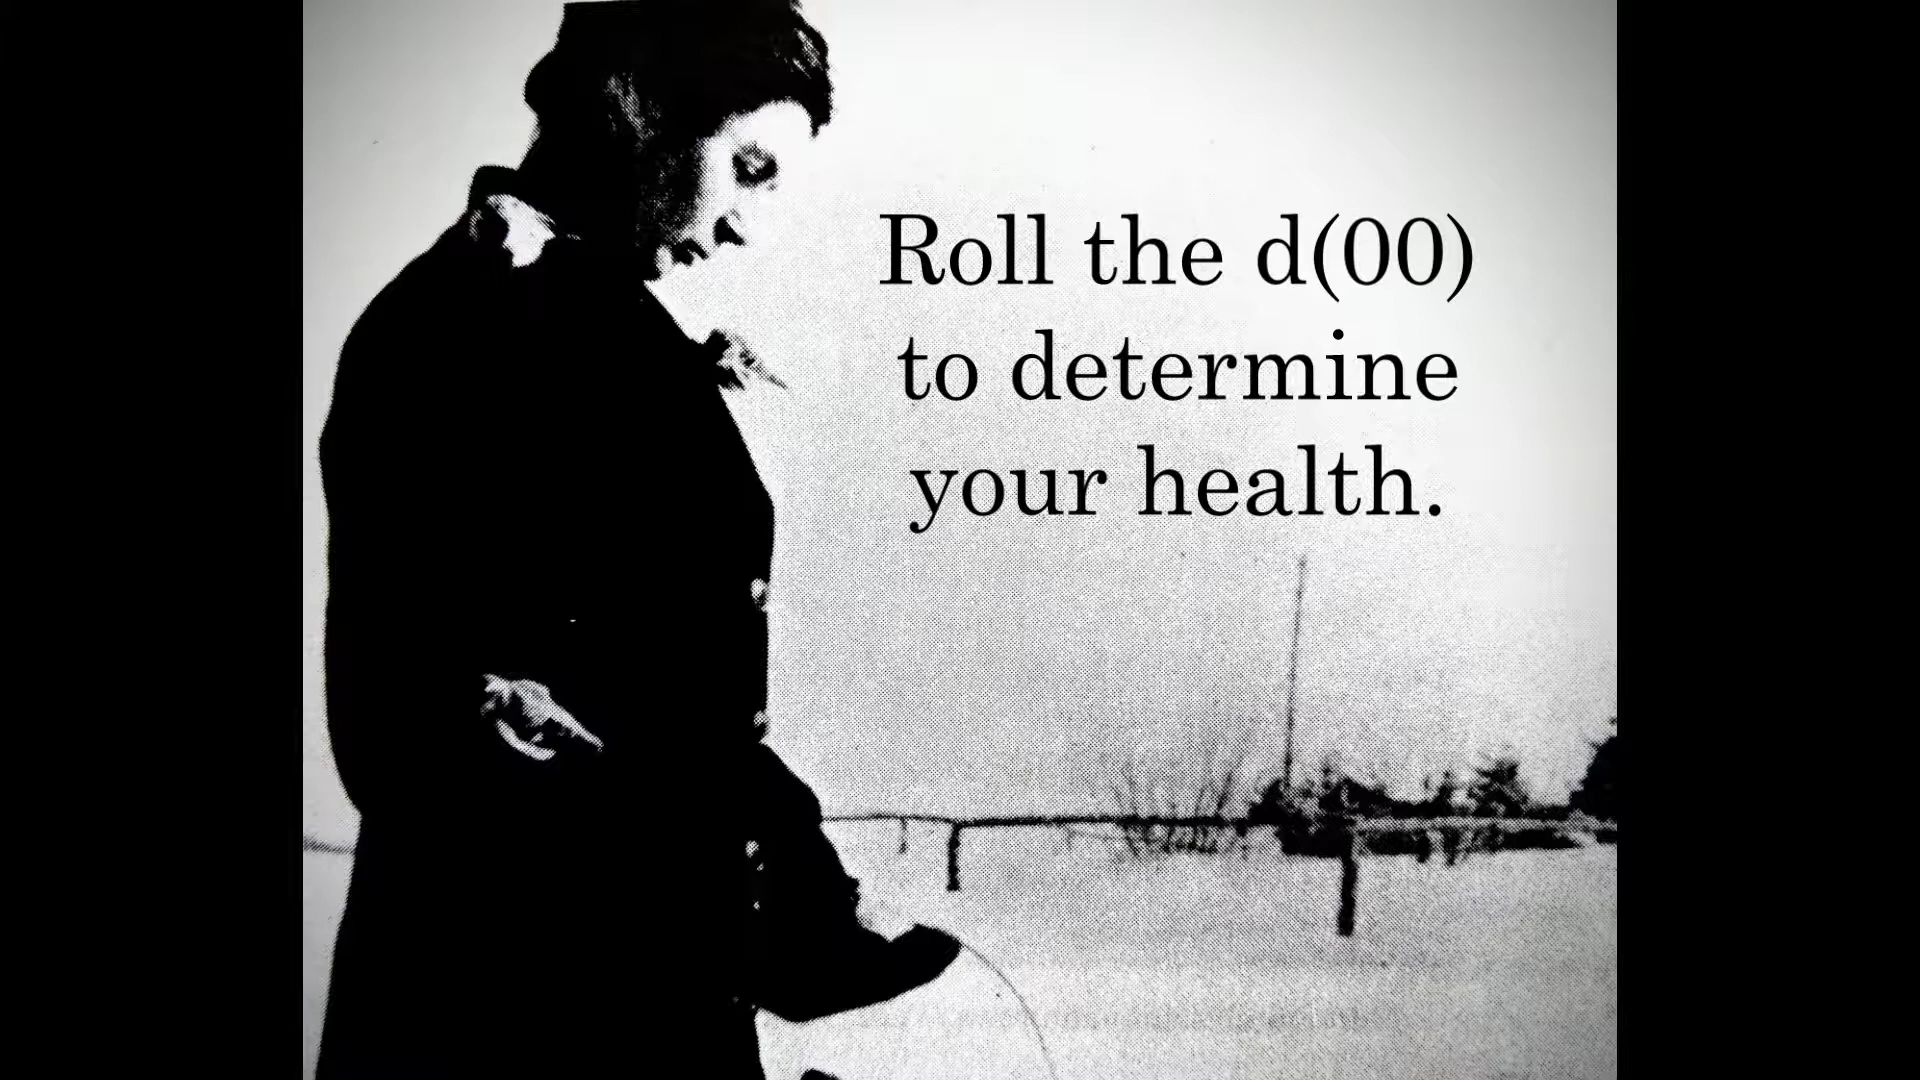 Roll the d(00)
to determine
your health.